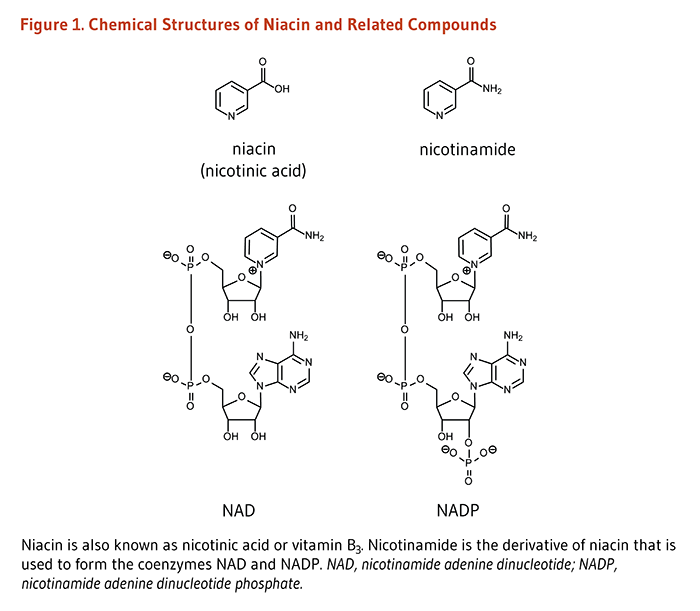 Figure 1. Chemical Structures of Niacin and Related Compounds
O
OH
N
niacin
(nicotinic acid)
O
NH₂
N
nicotinamide
O
NH₂
O
⊖O
P
O
O
N
⊕
O
OH OH
O
NH₂
N
N
N
N
⊖O
P
O
O
O
OH OH
NAD
O
NH₂
O
⊖O
P
O
O
N
⊕
O
OH OH
O
NH₂
N
N
N
N
⊖O
P
O
O
O
OH
O
⊖O
P
O⊖
O
NADP
Niacin is also known as nicotinic acid or vitamin B₃. Nicotinamide is the derivative of niacin that is
used to form the coenzymes NAD and NADP. NAD, nicotinamide adenine dinucleotide; NADP,
nicotinamide adenine dinucleotide phosphate.